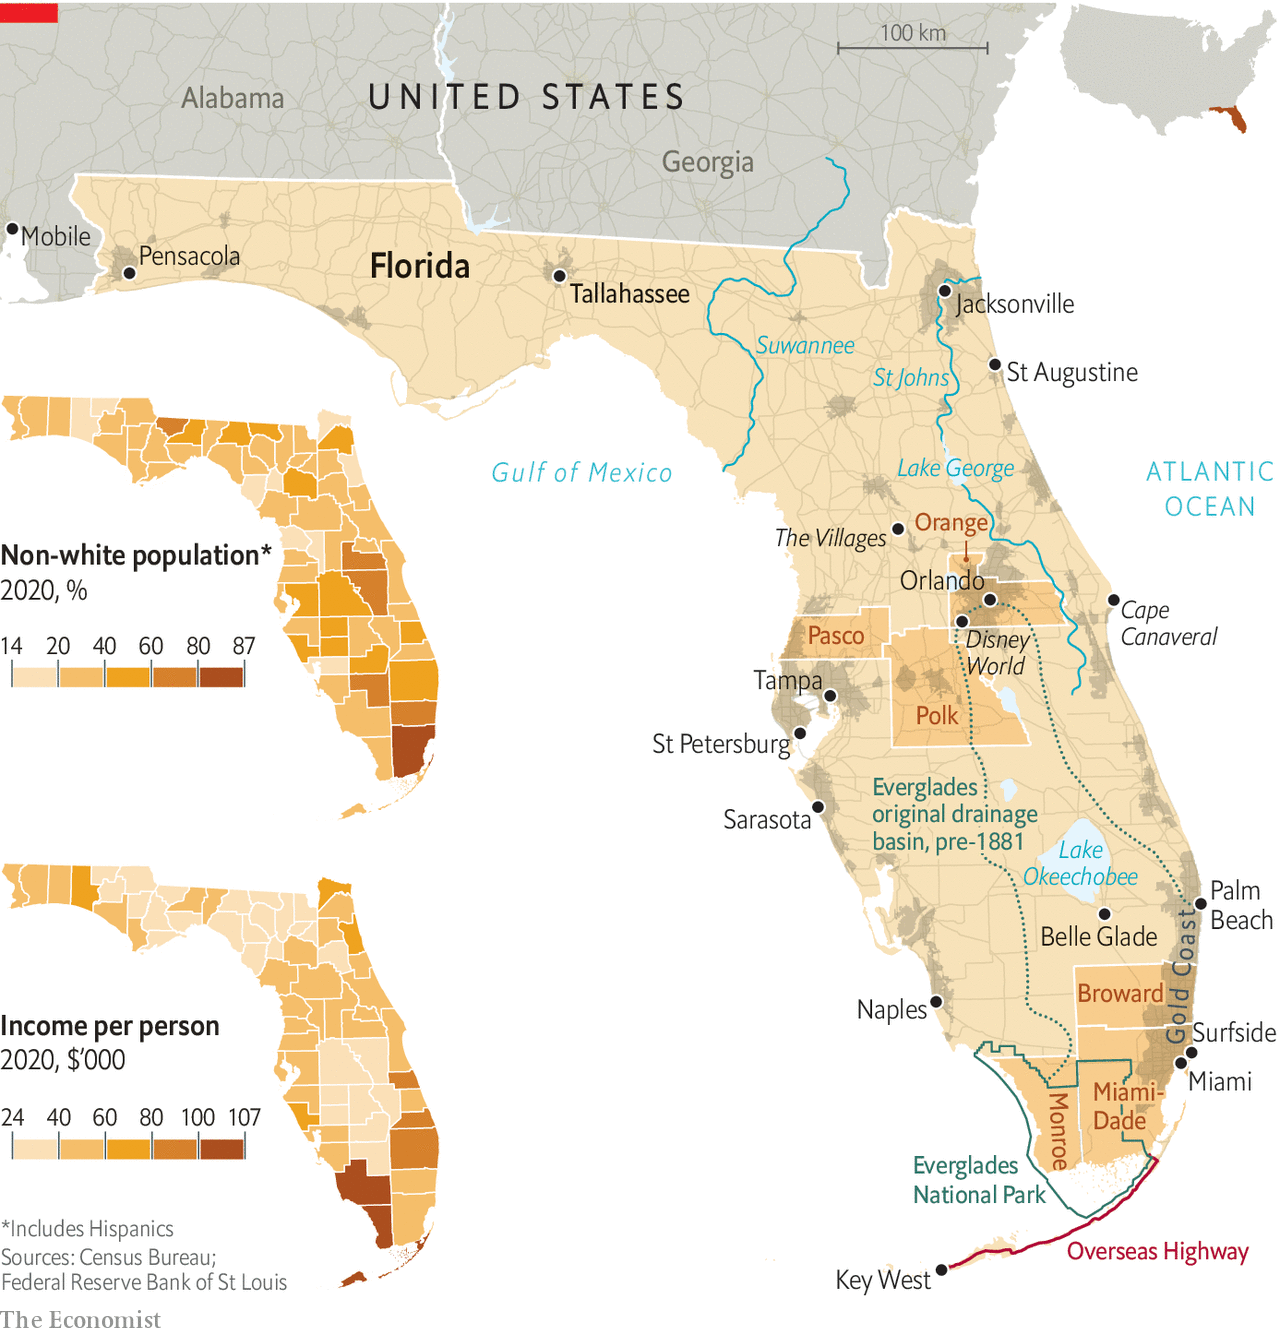 100 km
Alabama
UNITED STATES
Georgia
Mobile
Pensacola
Florida
Tallahassee
Jacksonville
Suwannee
St Johns
St Augustine
Gulf of Mexico
Lake George
ATLANTIC
OCEAN
The Villages
Orange
Orlando
Cape
Canaveral
Pasco
Disney
World
Tampa
Polk
St Petersburg
Everglades
original drainage
basin, pre-1881
Sarasota
Lake
Okeechobee
Palm
Beach
Belle Glade
Gold Coast
Broward
Naples
Surfside
Miami
Miami-
Dade
Monroe
Everglades
National Park
Overseas Highway
Key West
Non-white population*
2020, %
14 20 40 60 80 87
Income per person
2020, $'000
24 40 60 80 100 107
*Includes Hispanics
Sources: Census Bureau;
Federal Reserve Bank of St Louis
The Economist